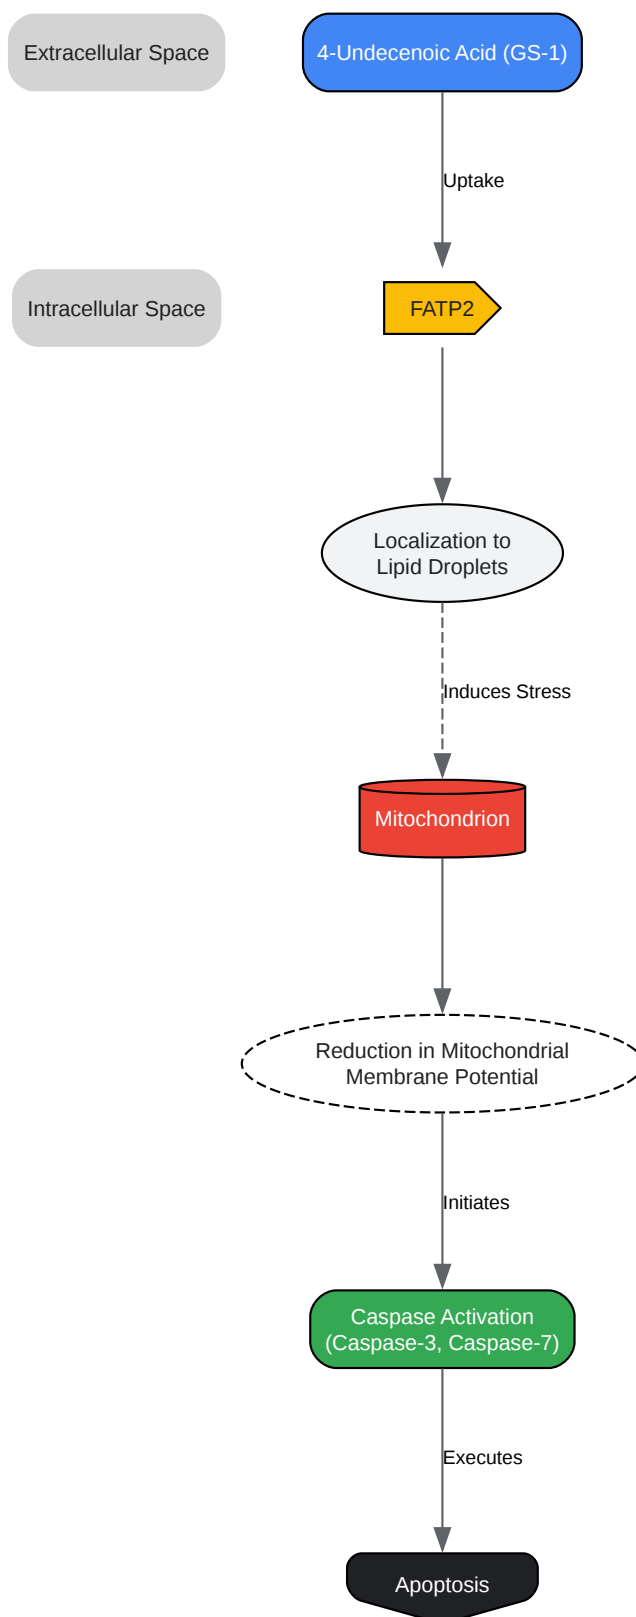 Extracellular Space
4-Undecenoic Acid (GS-1)
Uptake
Intracellular Space
FATP2
Localization to
Lipid Droplets
Induces Stress
Mitochondrion
Reduction in Mitochondrial
Membrane Potential
Initiates
Caspase Activation
(Caspase-3, Caspase-7)
Executes
Apoptosis